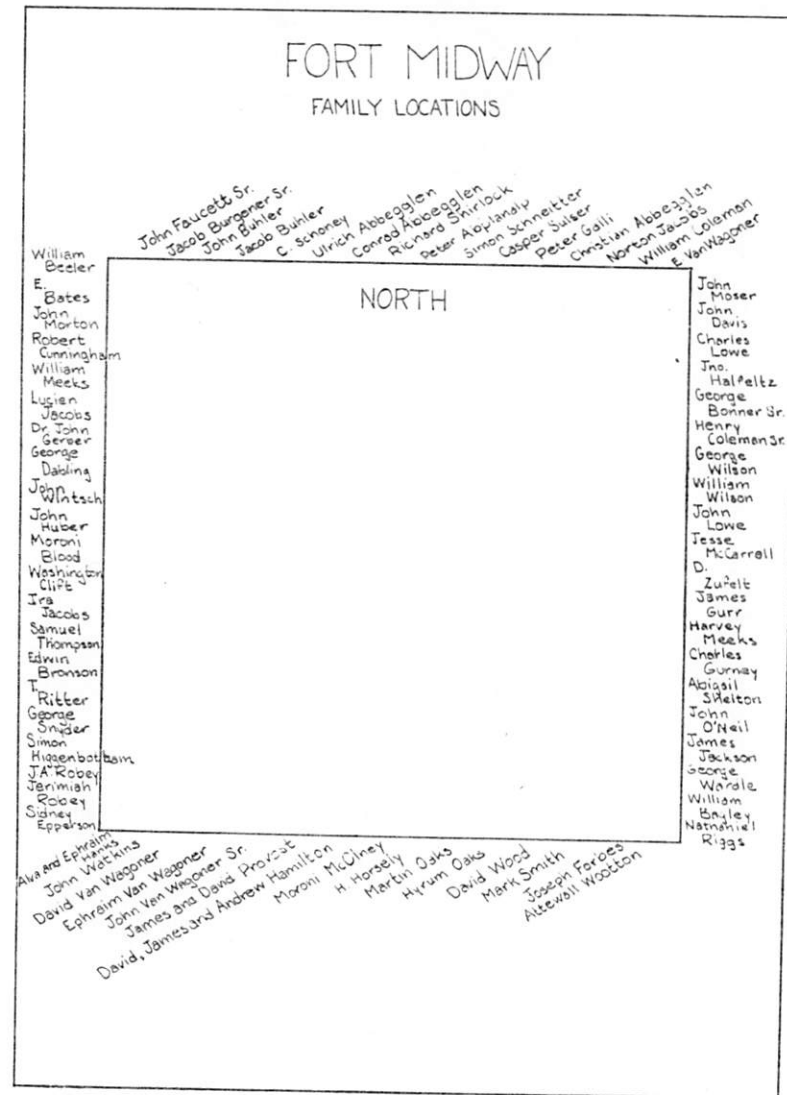 FORT MIDWAY
FAMILY LOCATIONS
John Faucett Sr.
Jacob Burgener Sr.
John Buhler
Jacob Buhler
C. Schoney
Ulrich Abbegglen
Conrad Abbegglen
Richard Shirlock
Peter Abplanalp
Simon Schneitter
Casper Sulser
Peter Galli
Christian Abbegglen
Norton Jacobs
William Coleman
E. Van Wagoner
NORTH
William
Beeler
E.
Bates
John
Morton
Robert
Cunningham
William
Meeks
Lucien
Jacobs
Dr. John
Gerber
George
Dabling
John
Wintsch
John
Huber
Moroni
Blood
Washington
Clift
Ira
Jacobs
Samuel
Thompson
Edwin
Bronson
T.
Ritter
George
Snyder
Simon
Higgenbotham
J.A. Robey
Jerimiah
Robey
Sidney
Epperson
John
Moser
John
Davis
Charles
Lowe
Jno.
Halfeltz
George
Bonner Sr.
Henry
Coleman Sr.
George
Wilson
William
Wilson
John
Lowe
Jesse
McCarrell
D.
Zufelt
James
Gurr
Harvey
Meeks
Charles
Gurney
Abigail
Shelton
John
O'Neil
James
Jackson
George
Wardle
William
Bagley
Nathaniel
Riggs
Alva and Ephraim
Hanks
John Watkins
David Van Wagoner
Ephraim Van Wagoner
John Van Wagoner Sr.
James and David Provost
David, James and Andrew Hamilton
Moroni McOlney
H. Horsely
Martin Oaks
Hyrum Oaks
David Wood
Mark Smith
Joseph Forbes
Attewall Wootton